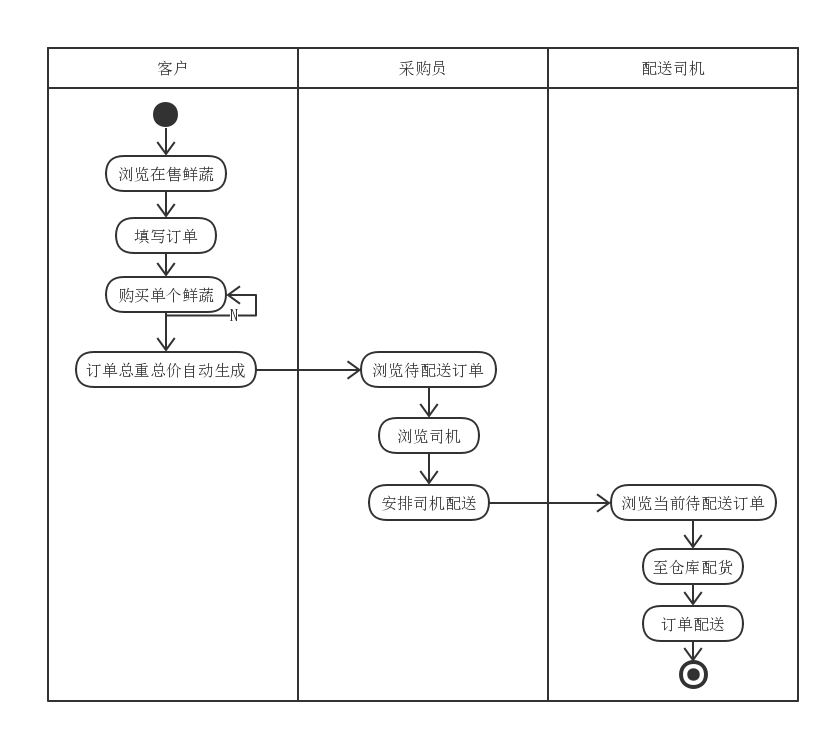 客户
采购员
配送司机
浏览在售鲜蔬
填写订单
购买单个鲜蔬
N
订单总重总价自动生成
浏览待配送订单
浏览司机
安排司机配送
浏览当前待配送订单
至仓库配货
订单配送